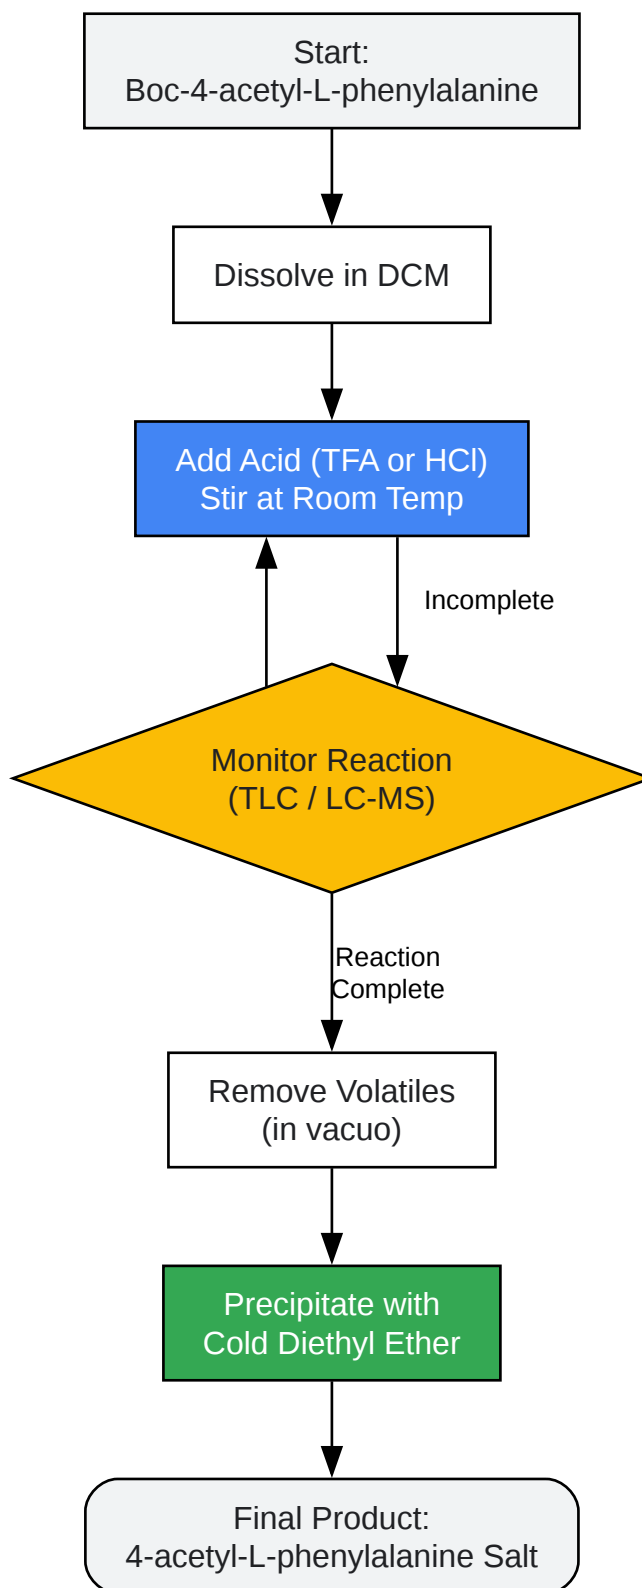 Start:
Boc-4-acetyl-L-phenylalanine
Dissolve in DCM
Add Acid (TFA or HCl)
Stir at Room Temp
Incomplete
Monitor Reaction
(TLC / LC-MS)
Reaction
Complete
Remove Volatiles
(in vacuo)
Precipitate with
Cold Diethyl Ether
Final Product:
4-acetyl-L-phenylalanine Salt